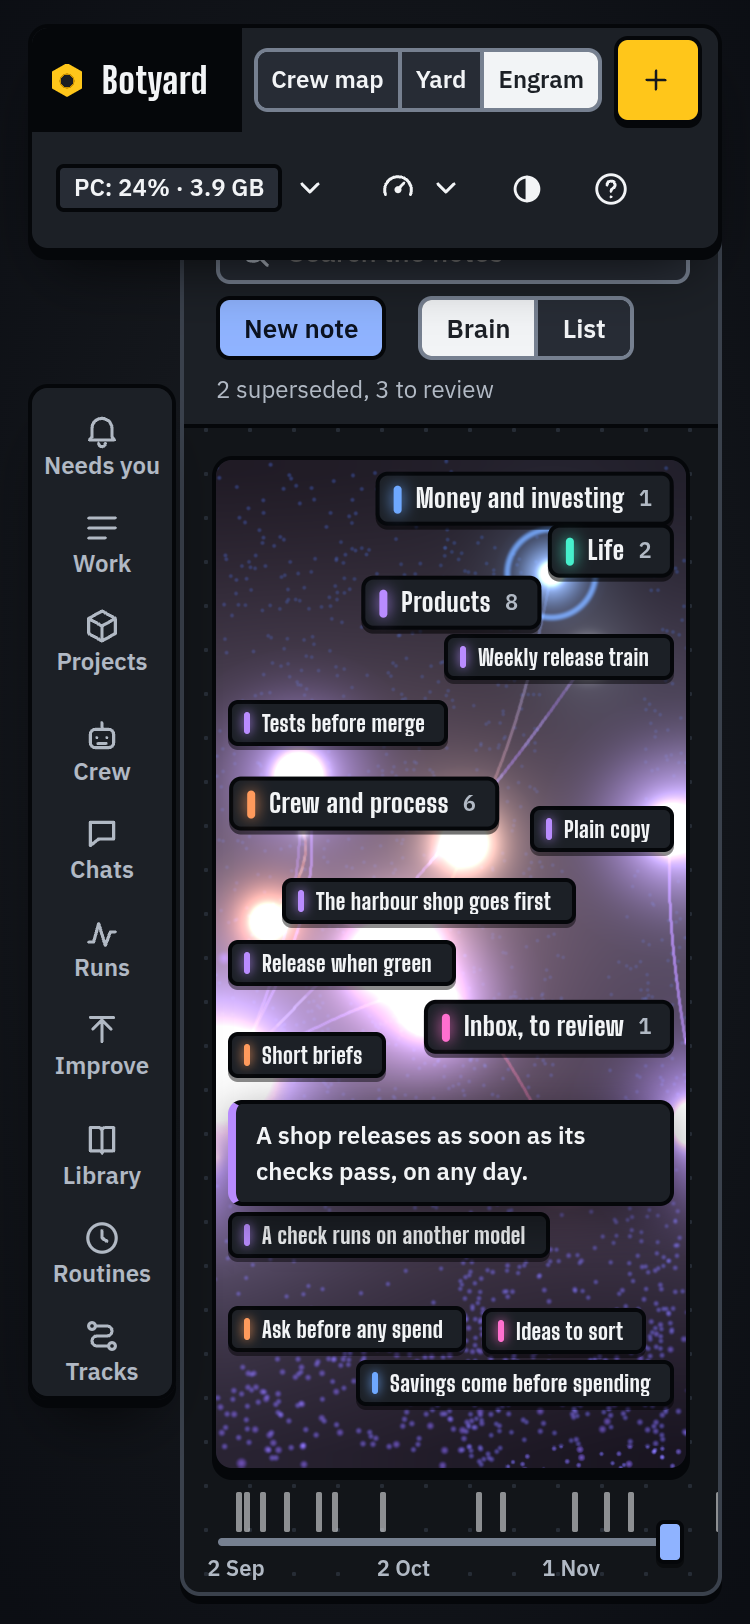 Botyard
Crew map
Yard
Engram
PC: 24% · 3.9 GB
New note
Brain
List
2 superseded, 3 to review
Needs you
Work
Projects
Crew
Chats
Runs
Improve
Library
Routines
Tracks
Money and investing 1
Life 2
Products 8
Weekly release train
Tests before merge
Crew and process 6
Plain copy
The harbour shop goes first
Release when green
Inbox, to review 1
Short briefs
A shop releases as soon as its
checks pass, on any day.
A check runs on another model
Ask before any spend
Ideas to sort
Savings come before spending
2 Sep
2 Oct
1 Nov